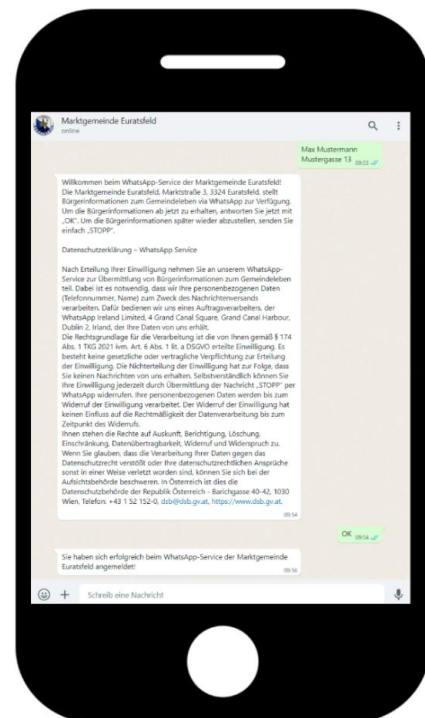 Marktgemeinde Euratsfeld
online
Max Mustermann
Mustergasse 13 09:53
Willkommen beim WhatsApp-Service der Marktgemeinde Euratsfeld!
Die Marktgemeinde Euratsfeld, Marktstraße 3, 3324 Euratsfeld, stellt
Bürgerinformationen zum Gemeindeleben via WhatsApp zur Verfügung.
Um die Bürgerinformationen ab jetzt zu erhalten, antworten Sie jetzt mit
„OK“. Um die Bürgerinformationen später wieder abzustellen, senden Sie
einfach „STOPP“.
Datenschutzerklärung – WhatsApp Service
Nach Erteilung Ihrer Einwilligung nehmen Sie an unserem WhatsApp-
Service zur Übermittlung von Bürgerinformationen zum Gemeindeleben
teil. Dabei ist es notwendig, dass wir Ihre personenbezogenen Daten
(Telefonnummer, Name) zum Zweck des Nachrichtenversands
verarbeiten. Dafür bedienen wir uns eines Auftragsverarbeiters, der
WhatsApp Ireland Limited, 4 Grand Canal Square, Grand Canal Harbour,
Dublin 2, Irland, der Ihre Daten von uns erhält.
Die Rechtsgrundlage für die Verarbeitung ist die von Ihnen gemäß § 174
Abs. 1 TKG 2021 ivm. Art. 6 Abs. 1 lit. a DSGVO erteilte Einwilligung. Es
besteht keine gesetzliche oder vertragliche Verpflichtung zur Erteilung
der Einwilligung. Die Nichterteilung der Einwilligung hat zur Folge, dass
Sie keinen Nachrichten von uns erhalten. Selbstverständlich können Sie
Ihre Einwilligung jederzeit durch Übermittlung der Nachricht „STOPP“ per
WhatsApp widerrufen. Ihre personenbezogenen Daten werden bis zum
Widerruf der Einwilligung verarbeitet. Der Widerruf der Einwilligung hat
keinen Einfluss auf die Rechtmäßigkeit der Datenverarbeitung bis zum
Zeitpunkt des Widerrufs.
Ihnen stehen die Rechte auf Auskunft, Berichtigung, Löschung,
Einschränkung, Datenübertragbarkeit, Widerruf und Widerspruch zu.
Wenn Sie glauben, dass die Verarbeitung Ihrer Daten gegen das
Datenschutzrecht verstößt oder Ihre datenschutzrechtlichen Ansprüche
sonst in einer Weise verletzt worden sind, können Sie sich bei der
Aufsichtsbehörde beschweren. In Österreich ist dies die
Datenschutzbehörde der Republik Österreich - Barichgasse 40-42, 1030
Wien, Telefon: +43 1 52 152-0, dsb@dsb.gv.at, https://www.dsb.gv.at.
09:54
OK 09:54
Sie haben sich erfolgreich beim WhatsApp-Service der Marktgemeinde
Euratsfeld angemeldet!
09:56
Schreib eine Nachricht